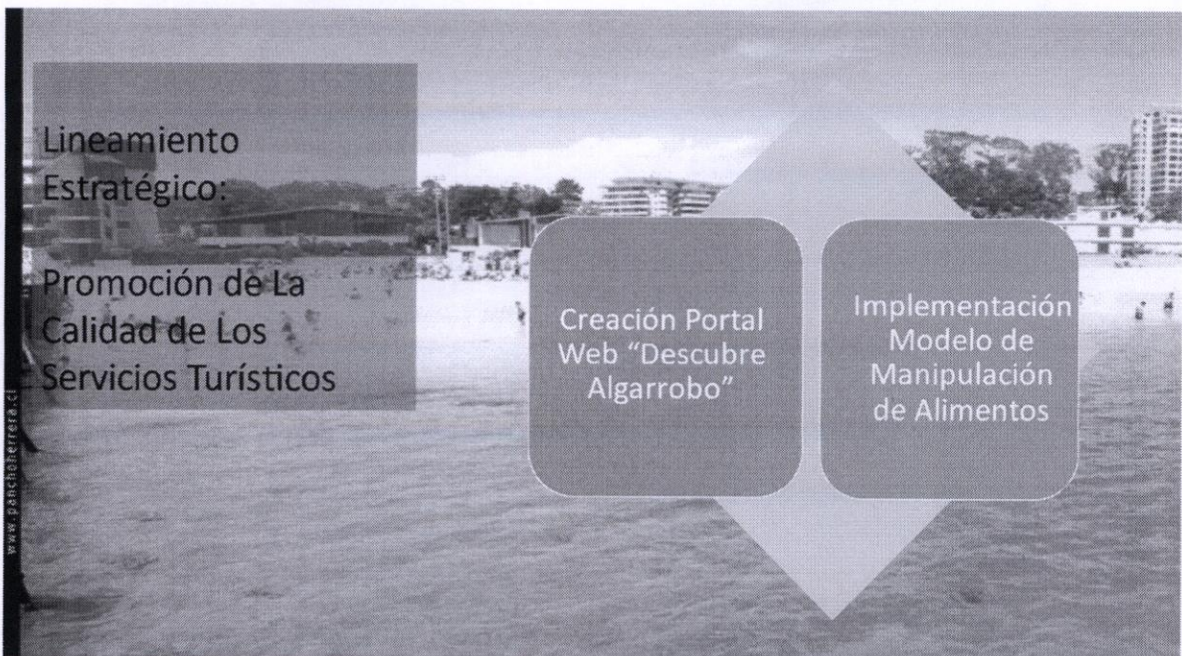 Lineamiento
Estratégico:
Promoción de La
Calidad de Los
Servicios Turísticos
Creación Portal
Web “Descubre
Algarrobo”
Implementación
Modelo de
Manipulación
de Alimentos
www.panchoherrera.cl